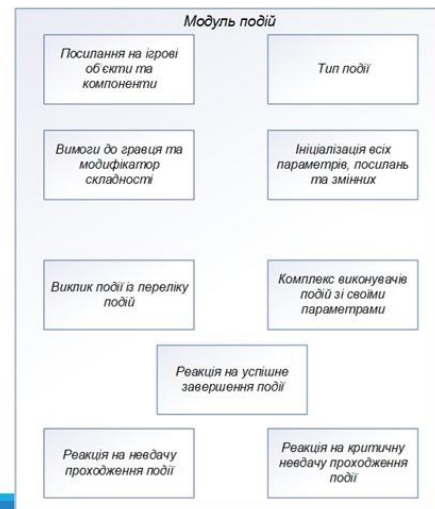 Модуль подій
Посилання на ігрові
об'єкти та
компоненти
Тип події
Вимоги до гравця та
модифікатор
складності
Ініціалізація всіх
параметрів, посилань
та змінних
Виклик події із переліку
подій
Комплекс виконувачів
подій зі своїми
параметрами
Реакція на успішне
завершення події
Реакція на невдачу
проходження події
Реакція на критичну
невдачу проходження
події